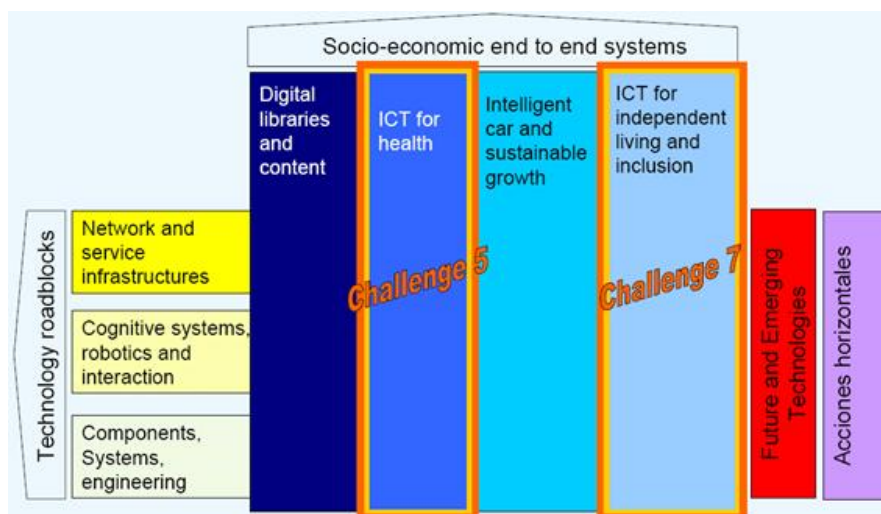 Socio-economic end to end systems
Digital
libraries
and
content
ICT for
health
Intelligent
car and
sustainable
growth
ICT for
independent
living and
inclusion
Challenge 5
Challenge 7
Technology roadblocks
Network and
service
infrastructures
Cognitive systems,
robotics and
interaction
Components,
Systems,
engineering
Future and Emerging
Technologies
Acciones horizontales